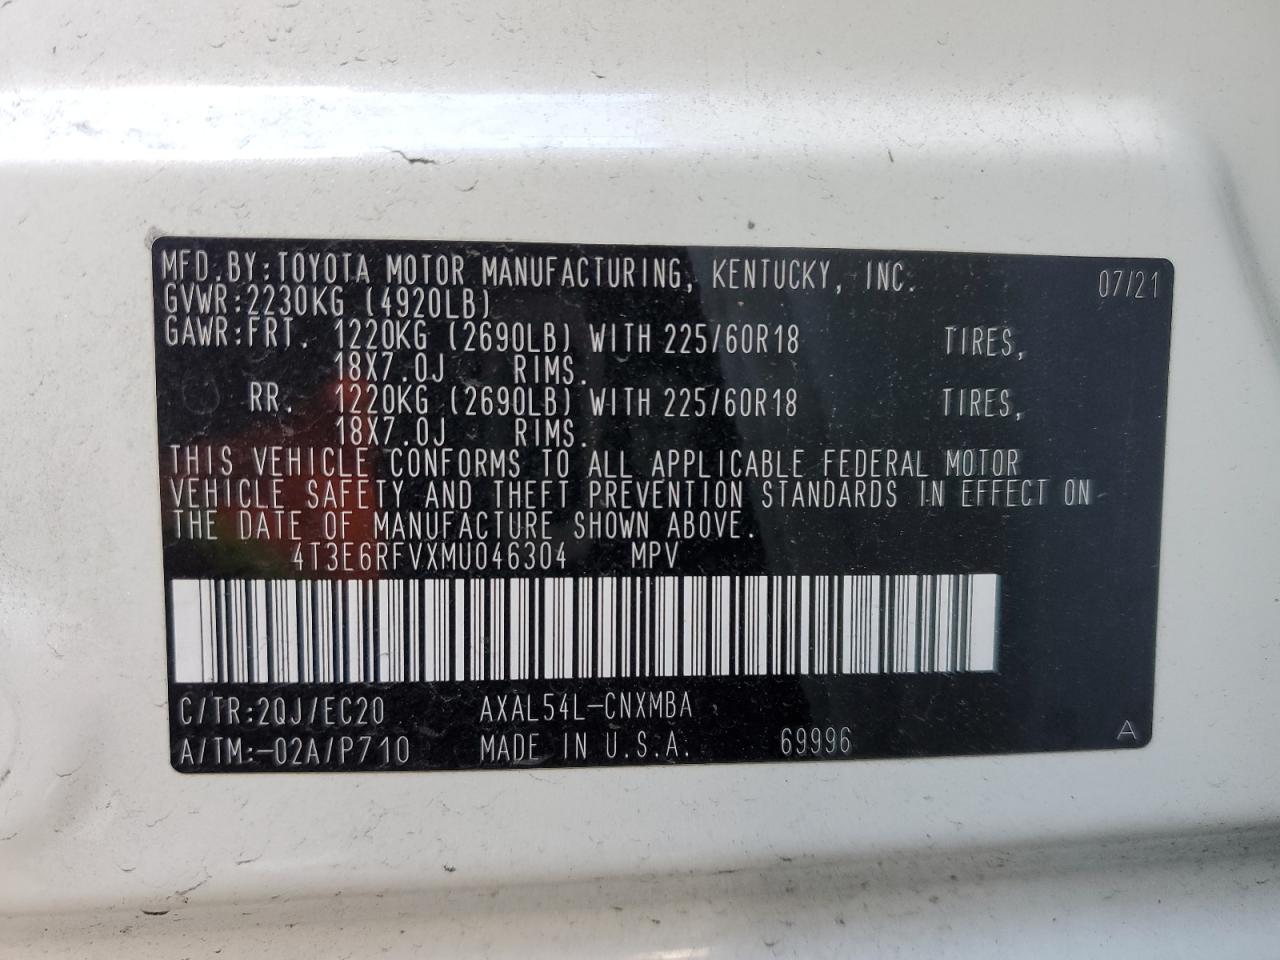 MFD.BY:TOYOTA MOTOR MANUFACTURING, KENTUCKY, INC. 07/21
GVWR:2230KG (4920LB)
GAWR:FRT. 1220KG (2690LB) WITH 225/60R18 TIRES,
18X7.0J RIMS.
RR. 1220KG (2690LB) WITH 225/60R18 TIRES,
18X7.0J RIMS.
THIS VEHICLE CONFORMS TO ALL APPLICABLE FEDERAL MOTOR
VEHICLE SAFETY AND THEFT PREVENTION STANDARDS IN EFFECT ON
THE DATE OF MANUFACTURE SHOWN ABOVE.
4T3E6RFVXMU046304 MPV
C/TR:2QJ/EC20 AXAL54L-CNXMBA
A/TM:-02A/P710 MADE IN U.S.A. 69996 A